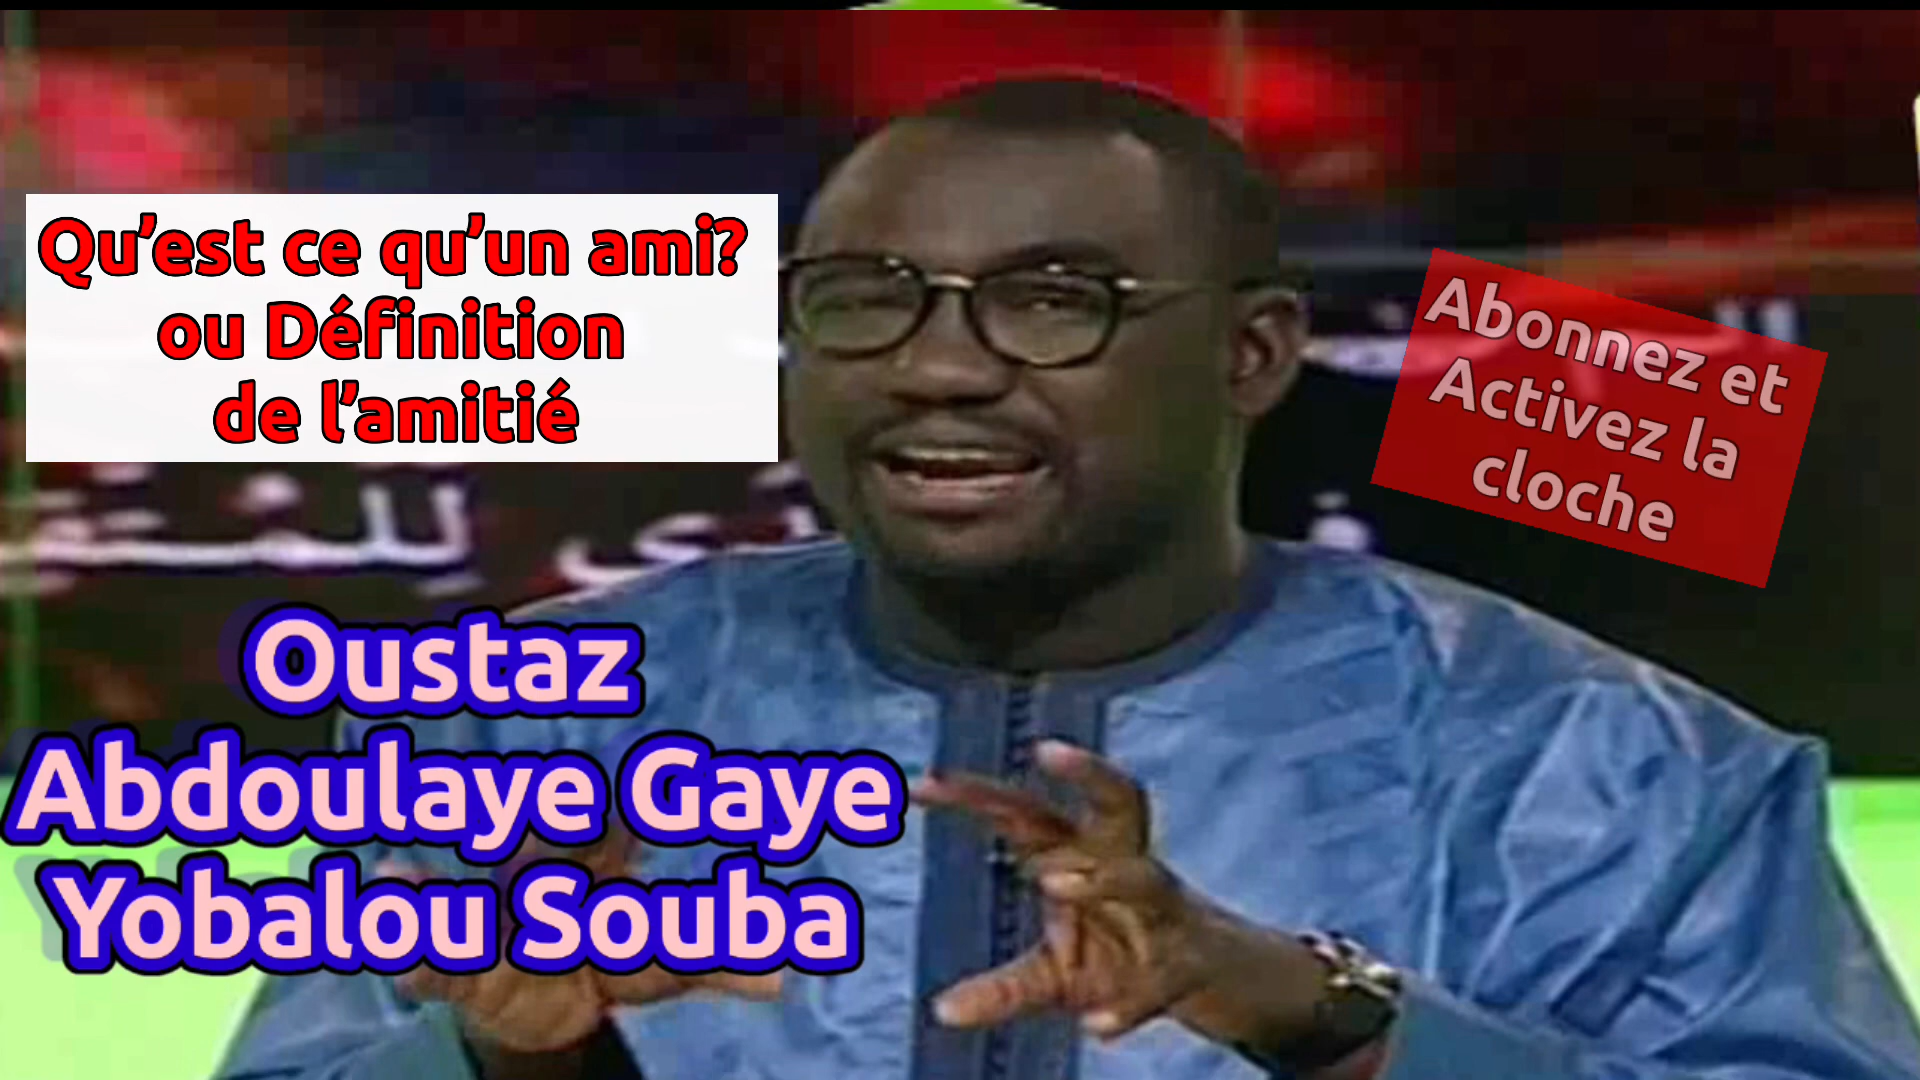 Qu’est ce qu’un ami?
ou Définition
de l’amitié
Abonnez et
Activez la
cloche
Oustaz
Abdoulaye Gaye
Yobalou Souba